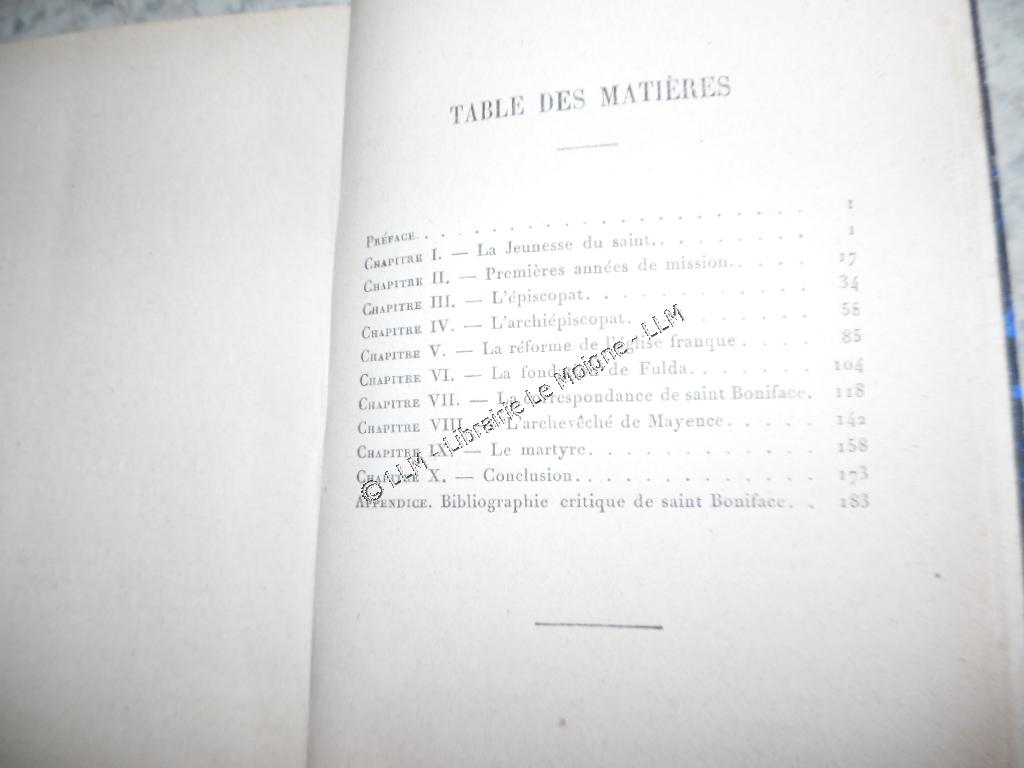 TABLE DES MATIÈRES
PRÉFACE. . . . . . . . . . . . . . . . . . 1
CHAPITRE I. — La Jeunesse du saint. . . . . . . . 1
CHAPITRE II. — Premières années de mission. . . . . 17
CHAPITRE III. — L'épiscopat. . . . . . . . . . . 34
CHAPITRE IV. — L'archiépiscopat. . . . . . . . . 58
CHAPITRE V. — La réforme de l'église franque . . . . 85
CHAPITRE VI. — La fondation de Fulda. . . . . . . 104
CHAPITRE VII. — La correspondance de saint Boniface. 118
CHAPITRE VIII. — L'archevêché de Mayence. . . . . 142
CHAPITRE IX. — Le martyre. . . . . . . . . . . 158
CHAPITRE X. — Conclusion. . . . . . . . . . . . 173
APPENDICE. Bibliographie critique de saint Boniface. . 183
© LLM - Librairie Le Moigne - LLM